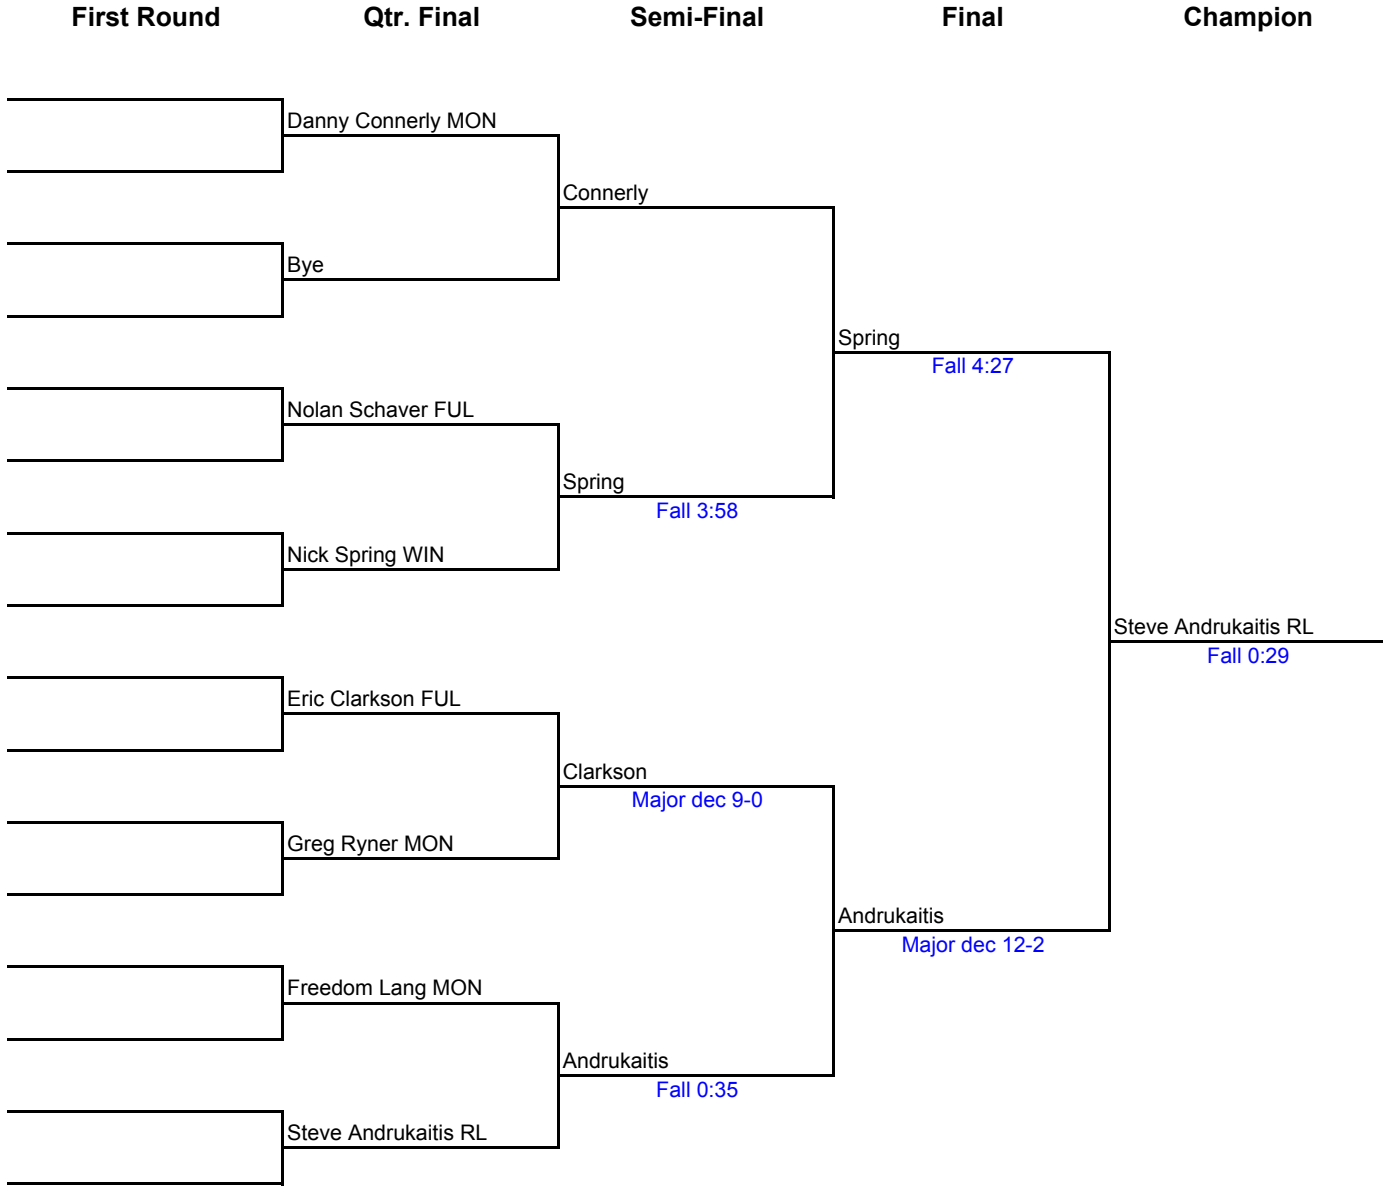 First Round Qtr. Final Semi-Final Final Champion
Danny Connerly MON
Connerly
Bye
Spring
Fall 4:27
Nolan Schaver FUL
Spring
Fall 3:58
Nick Spring WIN
Steve Andrukaitis RL
Fall 0:29
Eric Clarkson FUL
Clarkson
Major dec 9-0
Greg Ryner MON
Andrukaitis
Major dec 12-2
Freedom Lang MON
Andrukaitis
Fall 0:35
Steve Andrukaitis RL